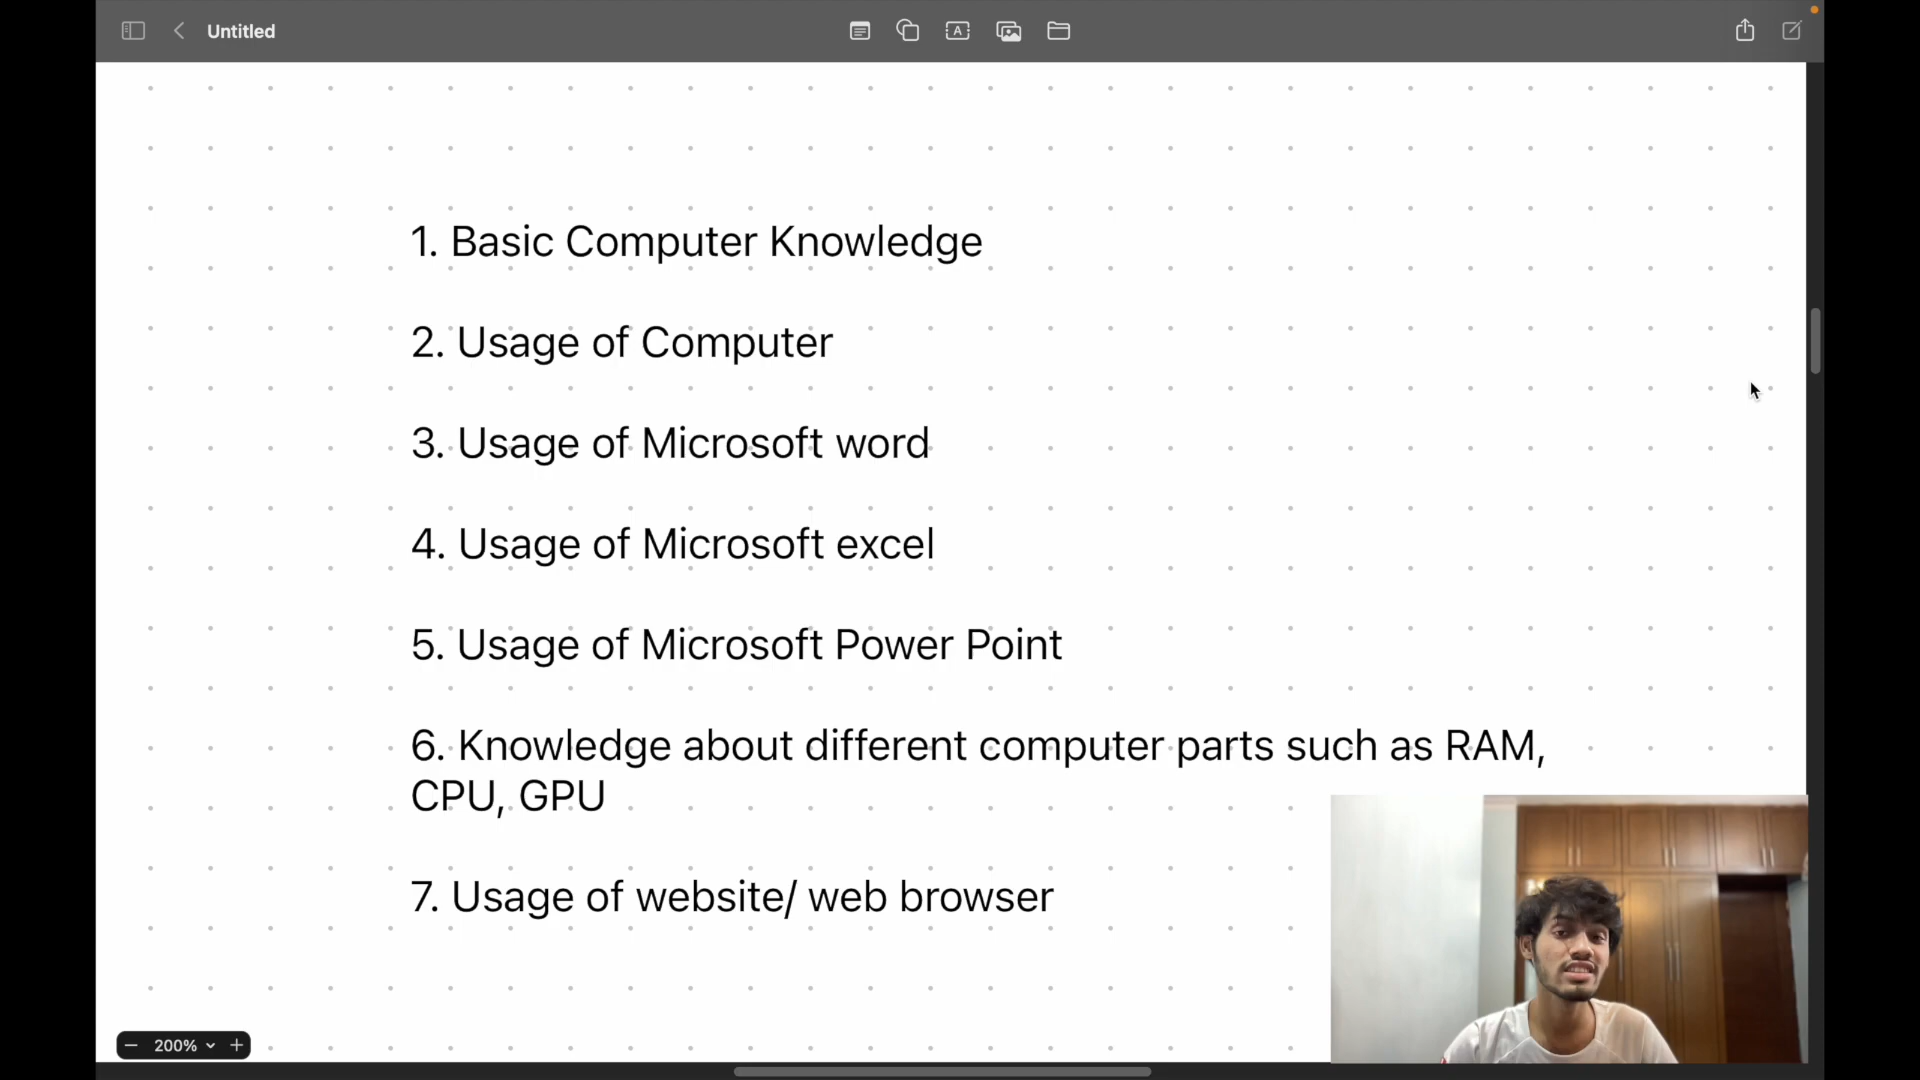 Untitled
1. Basic Computer Knowledge
2. Usage of Computer
3. Usage of Microsoft word
4. Usage of Microsoft excel
5. Usage of Microsoft Power Point
6. Knowledge about different computer parts such as RAM,
CPU, GPU
7. Usage of website/ web browser
200%